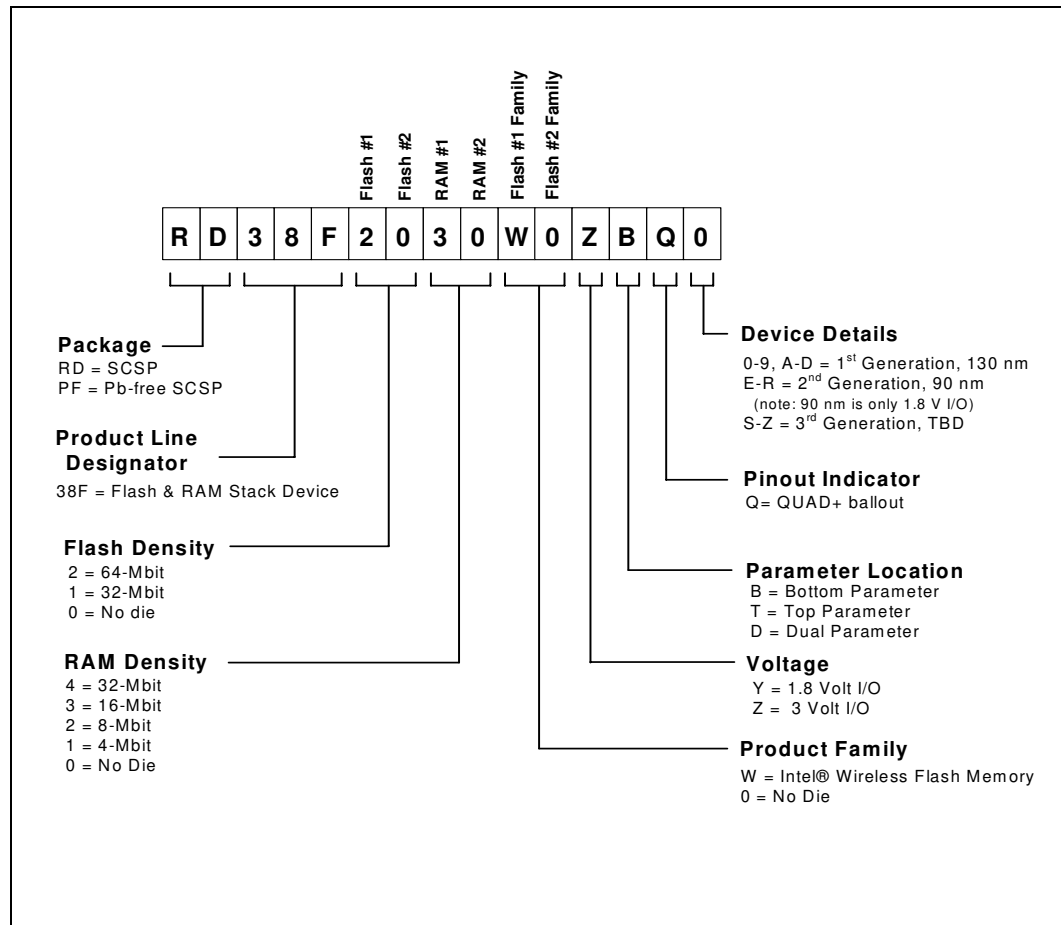 Flash #1
Flash #2
RAM #1
RAM #2
Flash #1 Family
Flash #2 Family
R D 3 8 F 2 0 3 0 W 0 Z B Q 0
Package
RD = SCSP
PF = Pb-free SCSP
Product Line
Designator
38F = Flash & RAM Stack Device
Flash Density
2 = 64-Mbit
1 = 32-Mbit
0 = No die
RAM Density
4 = 32-Mbit
3 = 16-Mbit
2 = 8-Mbit
1 = 4-Mbit
0 = No Die
Device Details
0-9, A-D = 1st Generation, 130 nm
E-R = 2nd Generation, 90 nm
(note: 90 nm is only 1.8 V I/O)
S-Z = 3rd Generation, TBD
Pinout Indicator
Q= QUAD+ ballout
Parameter Location
B = Bottom Parameter
T = Top Parameter
D = Dual Parameter
Voltage
Y = 1.8 Volt I/O
Z = 3 Volt I/O
Product Family
W = Intel® Wireless Flash Memory
0 = No Die